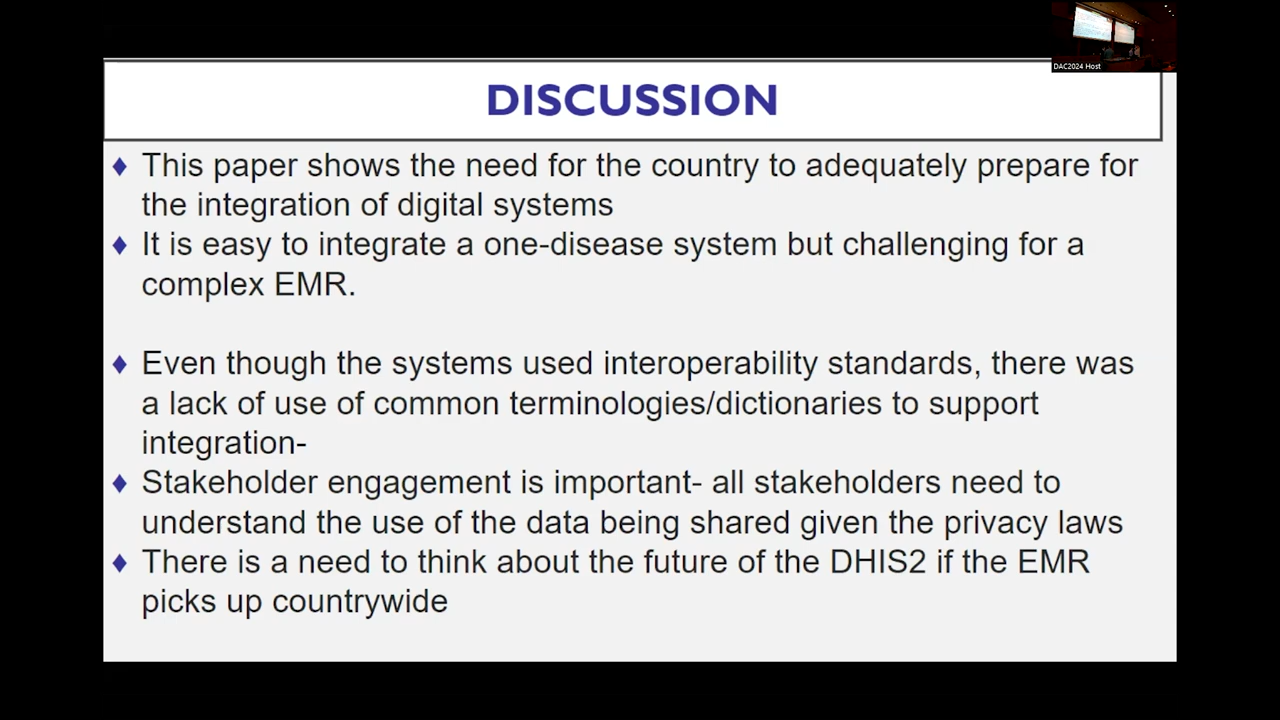 DAC2024 Host
DISCUSSION
♦ This paper shows the need for the country to adequately prepare for
the integration of digital systems
♦ It is easy to integrate a one-disease system but challenging for a
complex EMR.
♦ Even though the systems used interoperability standards, there was
a lack of use of common terminologies/dictionaries to support
integration-
♦ Stakeholder engagement is important- all stakeholders need to
understand the use of the data being shared given the privacy laws
♦ There is a need to think about the future of the DHIS2 if the EMR
picks up countrywide